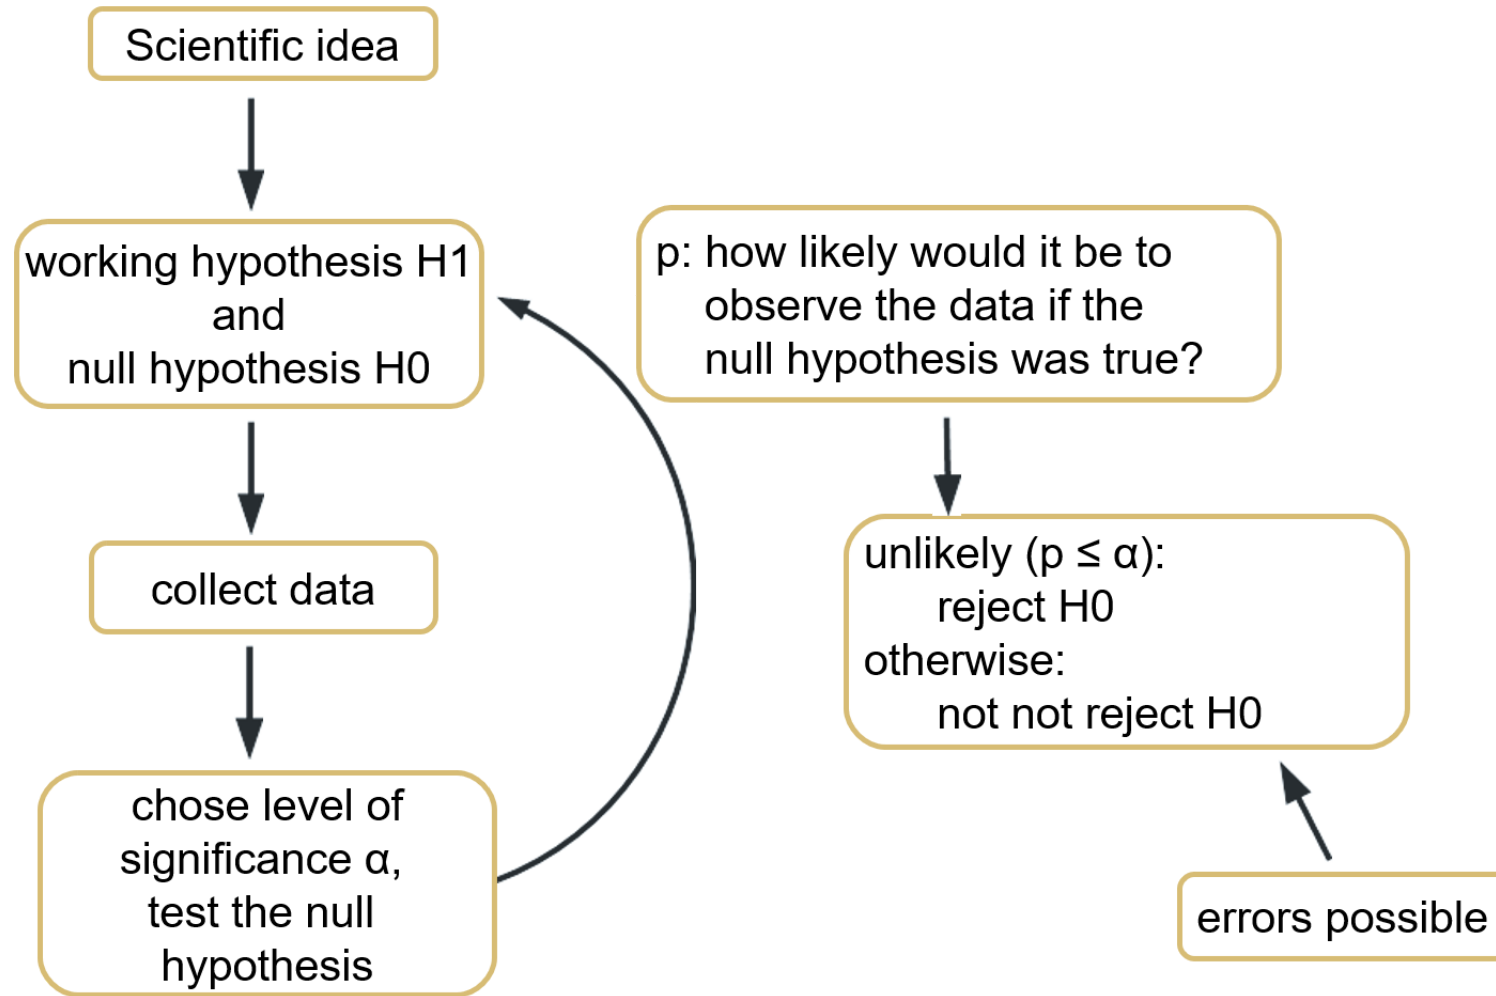 Scientific idea
working hypothesis H1
and
null hypothesis H0
collect data
chose level of
significance α,
test the null
hypothesis
p: how likely would it be to
observe the data if the
null hypothesis was true?
unlikely (p ≤ α):
reject H0
otherwise:
not not reject H0
errors possible